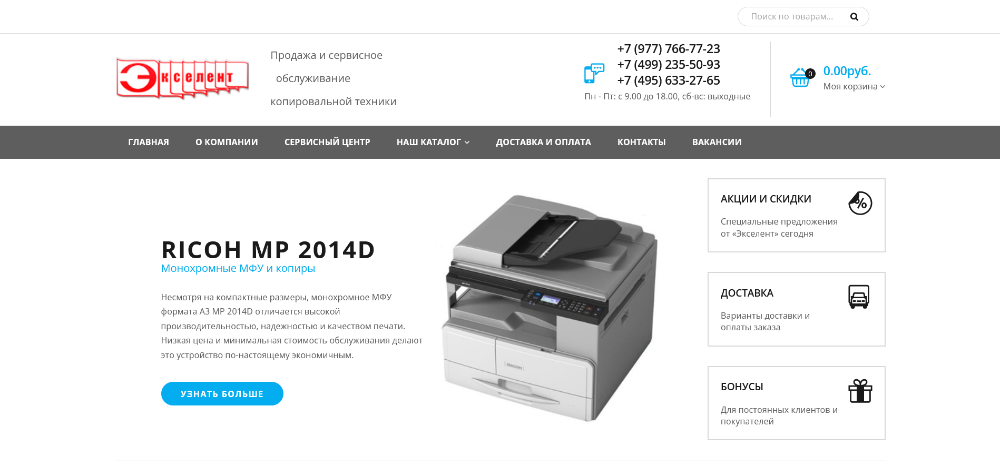 Поиск по товарам...
Экселент
Продажа и сервисное
обслуживание
копировальной техники
+7 (977) 766-77-23
+7 (499) 235-50-93
+7 (495) 633-27-65
Пн - Пт: с 9.00 до 18.00, сб-вс: выходные
0
0.00руб.
Моя корзина
ГЛАВНАЯ О КОМПАНИИ СЕРВИСНЫЙ ЦЕНТР НАШ КАТАЛОГ ДОСТАВКА И ОПЛАТА КОНТАКТЫ ВАКАНСИИ
RICOH MP 2014D
Монохромные МФУ и копиры
Несмотря на компактные размеры, монохромное МФУ
формата A3 MP 2014D отличается высокой
производительностью, надежностью и качеством печати.
Низкая цена и минимальная стоимость обслуживания делают
это устройство по-настоящему экономичным.
УЗНАТЬ БОЛЬШЕ
RICOH
АКЦИИ И СКИДКИ
%
Специальные предложения
от «Экселент» сегодня
ДОСТАВКА
Варианты доставки и
оплаты заказа
БОНУСЫ
Для постоянных клиентов и
покупателей